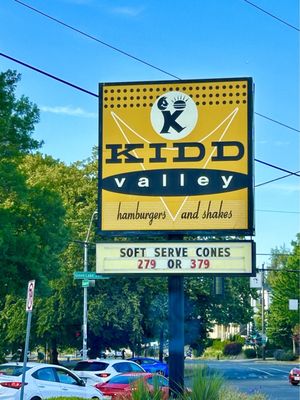 K
KIDD
valley
hamburgers and shakes
SOFT SERVE CONES
279 OR 379